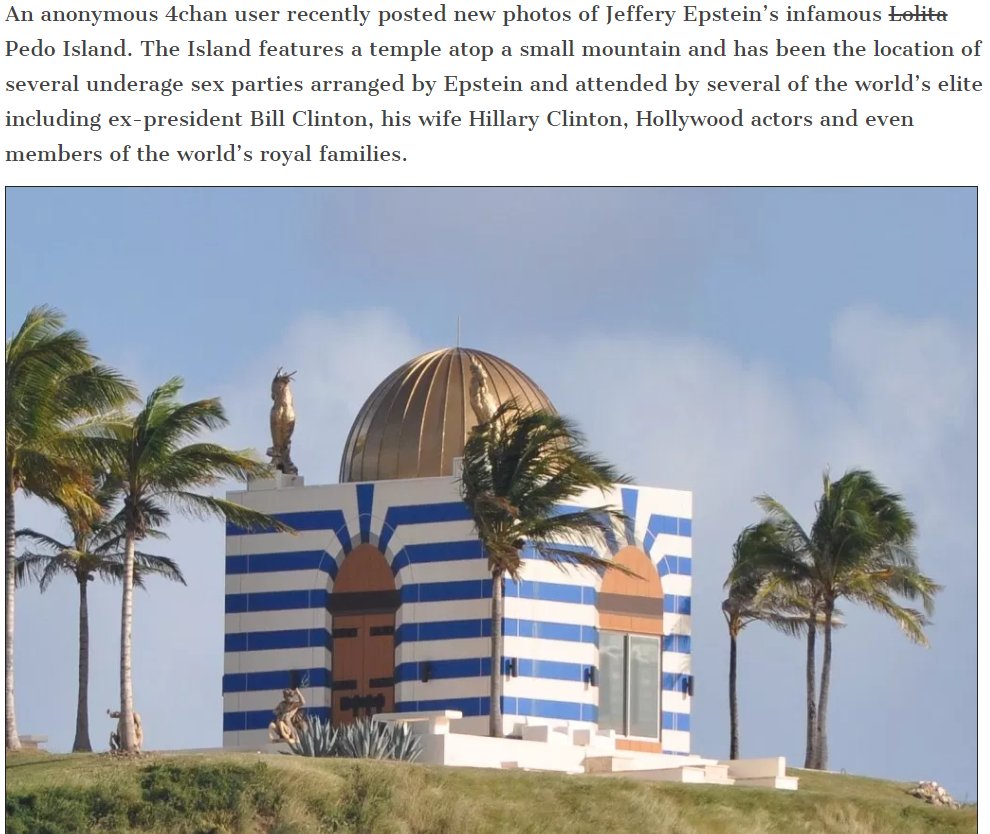 An anonymous 4chan user recently posted new photos of Jeffery Epstein’s infamous Lolita
Pedo Island. The Island features a temple atop a small mountain and has been the location of
several underage sex parties arranged by Epstein and attended by several of the world’s elite
including ex-president Bill Clinton, his wife Hillary Clinton, Hollywood actors and even
members of the world’s royal families.